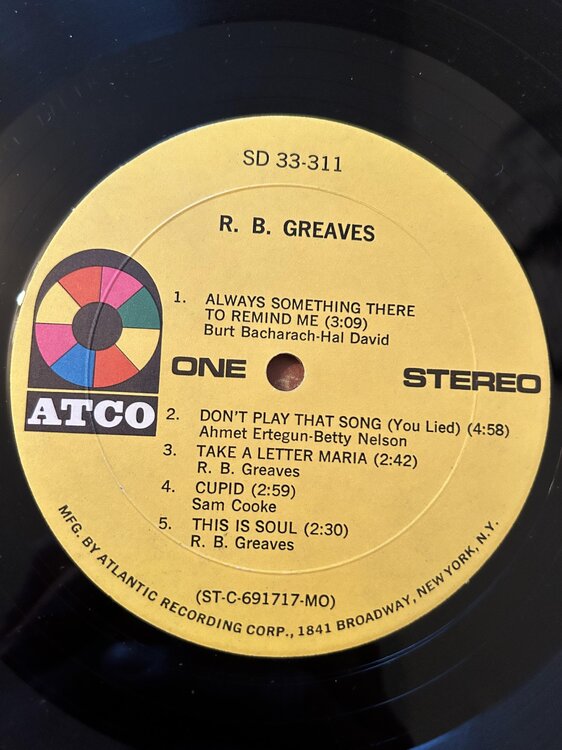 SD 33-311
R. B. GREAVES
1. ALWAYS SOMETHING THERE
TO REMIND ME (3:09)
Burt Bacharach-Hal David
ONE
STEREO
ATCO
2. DON'T PLAY THAT SONG (You Lied) (4:58)
Ahmet Ertegun-Betty Nelson
3. TAKE A LETTER MARIA (2:42)
R. B. Greaves
4. CUPID (2:59)
Sam Cooke
5. THIS IS SOUL (2:30)
R. B. Greaves
(ST-C-691717-MO)
MFG. BY ATLANTIC RECORDING CORP., 1841 BROADWAY, NEW YORK, N.Y.